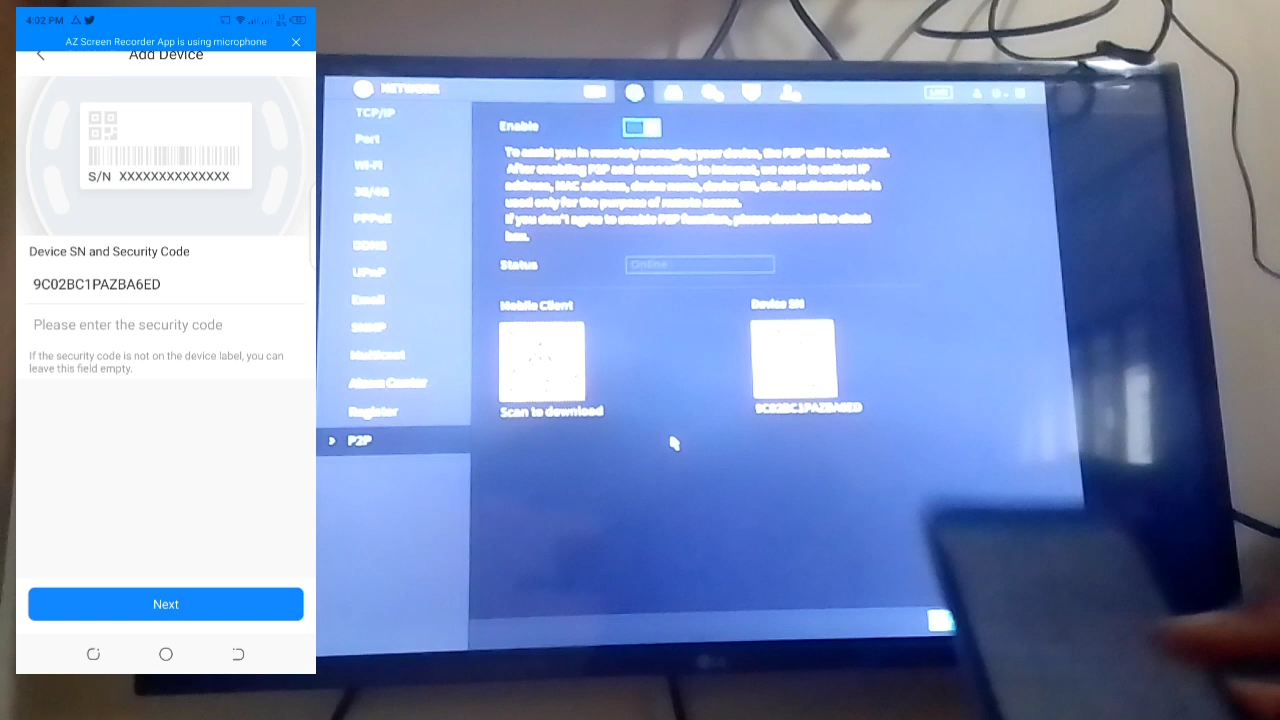 4:02 PM
AZ Screen Recorder App is using microphone
Add Device
S/N XXXXXXXXXXXXXX
Device SN and Security Code
9C02BC1PAZBA6ED
Please enter the security code
If the security code is not on the device label, you can
leave this field empty.
Next
NETWORK
LIVE
TCP/IP
Port
Wi-Fi
3G/4G
PPPoE
DDNS
UPnP
Email
SNMP
Multicast
Alarm Center
Register
P2P
Enable
To assist you in remotely managing your device, the P2P will be enabled.
After enabling P2P and connecting to Internet, we need to collect IP
address, MAC address, device name, device SN, etc. All collected info is
used only for the purpose of remote access.
If you don't agree to enable P2P function, please deselect the check
box.
Status
Online
Mobile Client
Device SN
Scan to download
9C02BC1PAZBA6ED
LG